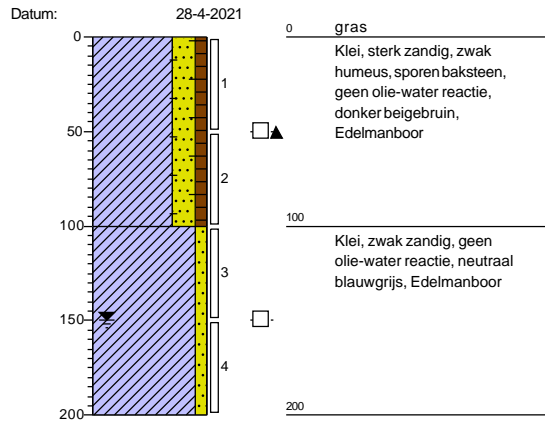 Datum: 28-4-2021
0
50
100
150
200
1
2
3
4
0 gras
Klei, sterk zandig, zwak
humeus, sporen baksteen,
geen olie-water reactie,
donker beigebruin,
Edelmanboor
100
Klei, zwak zandig, geen
olie-water reactie, neutraal
blauwgrijs, Edelmanboor
200